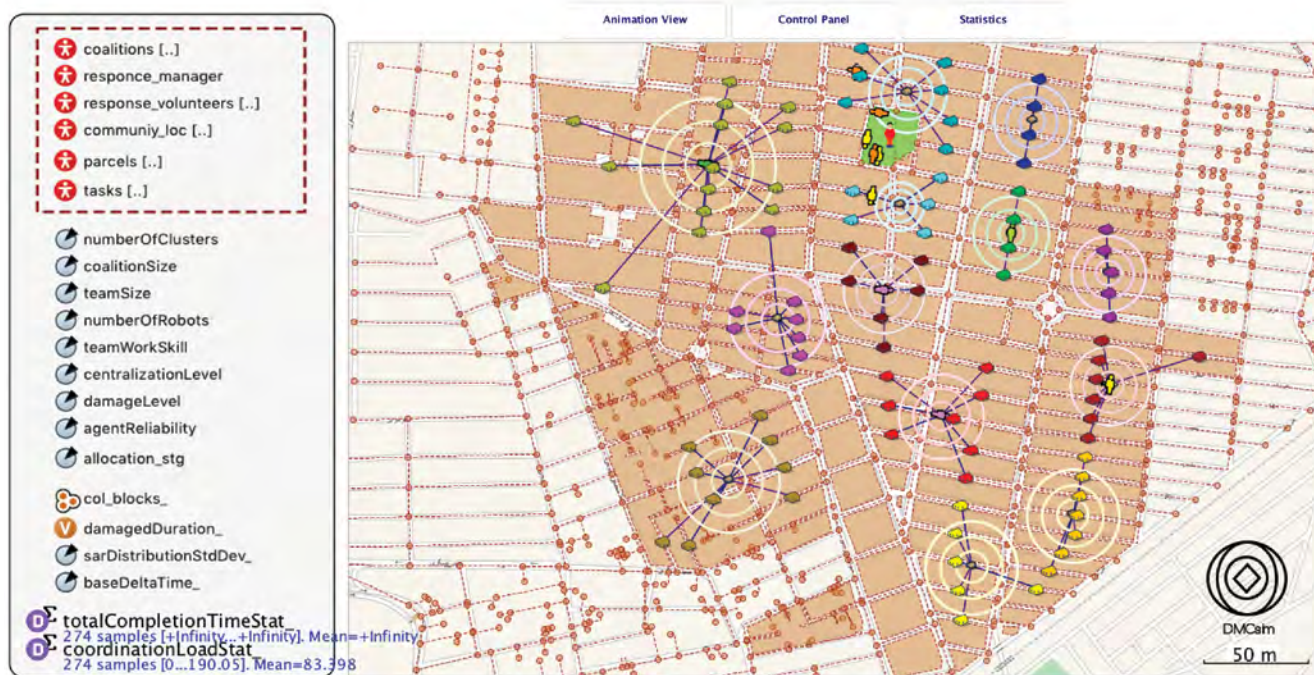 Animation View
Control Panel
Statistics
coalitions [..]
responce_manager
response_volunteers [..]
communiy_loc [..]
parcels [..]
tasks [..]
numberOfClusters
coalitionSize
teamSize
numberOfRobots
teamWorkSkill
centralizationLevel
damageLevel
agentReliability
allocation_stg
col_blocks_
V damagedDuration_
sarDistributionStdDev_
baseDeltaTime_
D Σ totalCompletionTimeStat_
274 samples [+Infinity...+Infinity]. Mean=+Infinity
D Σ coordinationLoadStat_
274 samples [0...190.05]. Mean=83.398
DMCsim
50 m